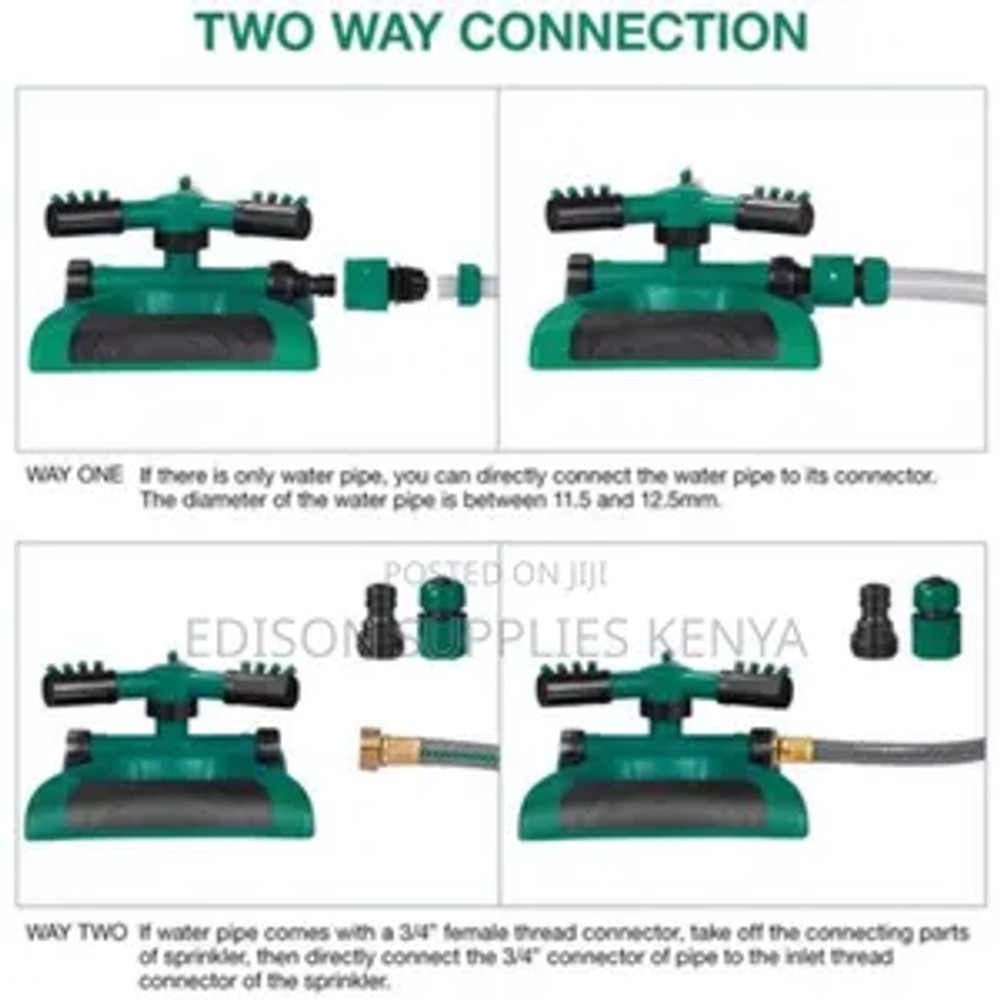 TWO WAY CONNECTION
WAY ONE If there is only water pipe, you can directly connect the water pipe to its connector.
The diameter of the water pipe is between 11.5 and 12.5mm.
POSTED ON JIJI
EDISON SUPPLIES KENYA
WAY TWO If water pipe comes with a 3/4" female thread connector, take off the connecting parts
of sprinkler, then directly connect the 3/4" connector of pipe to the inlet thread
connector of the sprinkler.